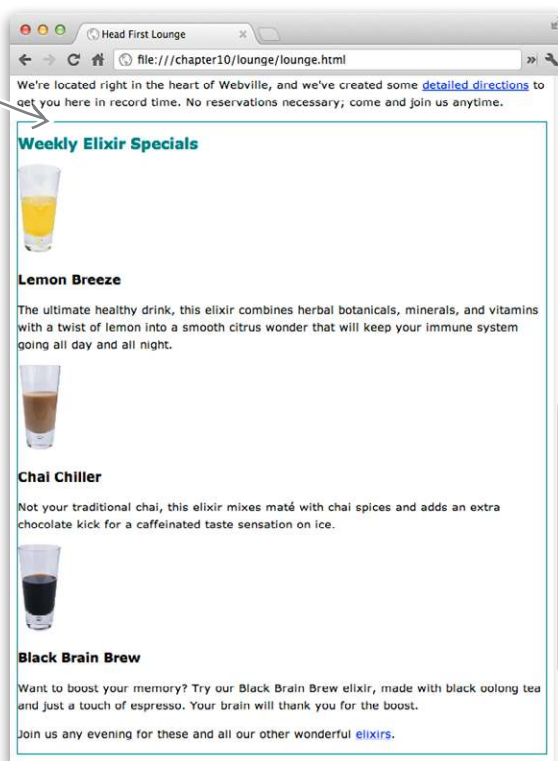 Head First Lounge
file:///chapter10/lounge/lounge.html
We're located right in the heart of Webville, and we've created some detailed directions to
get you here in record time. No reservations necessary; come and join us anytime.
Weekly Elixir Specials
Lemon Breeze
The ultimate healthy drink, this elixir combines herbal botanicals, minerals, and vitamins
with a twist of lemon into a smooth citrus wonder that will keep your immune system
going all day and all night.
Chai Chiller
Not your traditional chai, this elixir mixes maté with chai spices and adds an extra
chocolate kick for a caffeinated taste sensation on ice.
Black Brain Brew
Want to boost your memory? Try our Black Brain Brew elixir, made with black oolong tea
and just a touch of espresso. Your brain will thank you for the boost.
Join us any evening for these and all our other wonderful elixirs.